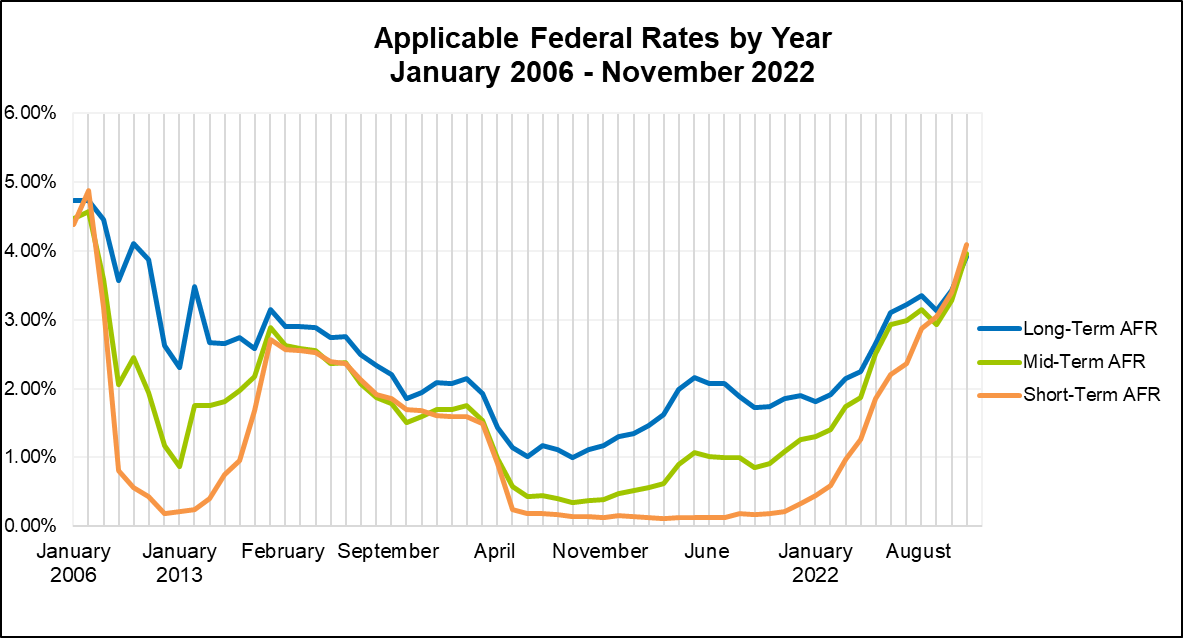 Applicable Federal Rates by Year
January 2006 - November 2022
6.00%
5.00%
4.00%
3.00%
2.00%
1.00%
0.00%
January
2006
January
2013
February
September
April
November
June
January
2022
August
Long-Term AFR
Mid-Term AFR
Short-Term AFR